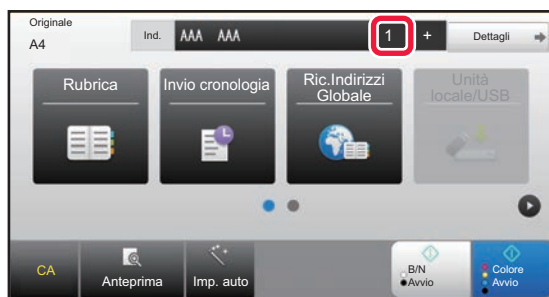 Originale
A4
Ind. AAA AAA 1 + Dettagli
Rubrica
Invio cronologia
Ric.Indirizzi
Globale
Unità
locale/USB
CA
Anteprima
Imp. auto
B/N
Avvio
Colore
Avvio